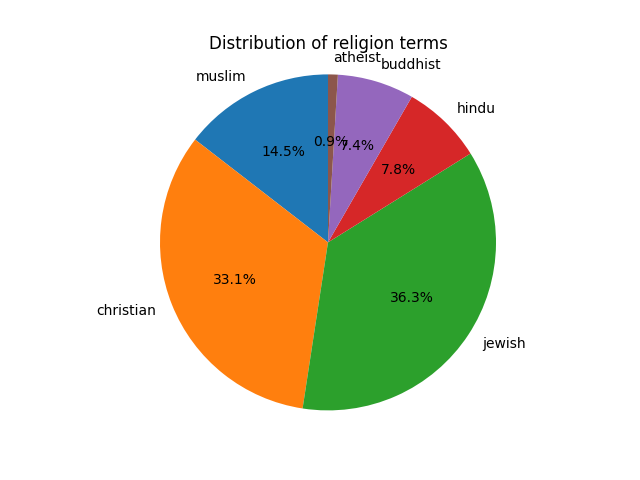 Distribution of religion terms
atheist
buddhist
muslim
hindu
0.9%
7.4%
14.5%
7.8%
33.1%
36.3%
christian
jewish